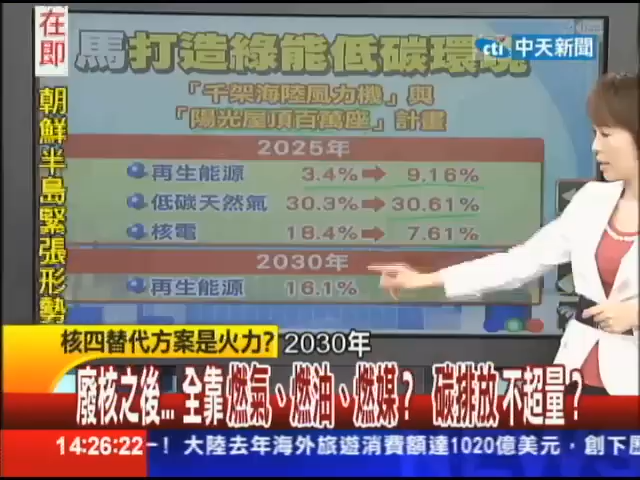 在即
朝鮮半島緊張形勢
馬打造綠能低碳環境
cti 中天新聞
「千架海陸風力機」與
「陽光屋頂百萬座」計畫
2025年
再生能源 3.4% 9.16%
低碳天然氣 30.3% 30.61%
核電 18.4% 7.61%
2030年
再生能源 16.1%
核四替代方案是火力? 2030年
廢核之後... 全靠燃氣、燃油、燃媒? 碳排放不超量?
14:26:22 一! 大陸去年海外旅遊消費額達1020億美元,創下歷